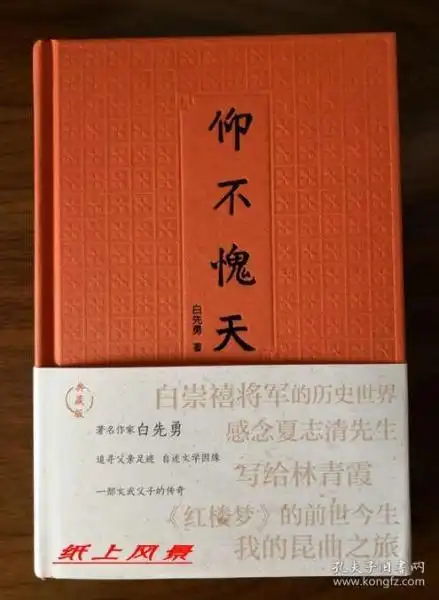 仰不愧天
白先勇 著
典藏版
著名作家白先勇
追寻父亲足迹 自述文学因缘
一部文武父子的传奇
白崇禧将军的历史世界
感念夏志清先生
写给林青霞
《红楼梦》的前世今生
我的昆曲之旅
纸上风景
孔夫子旧书网
www.kongfz.com